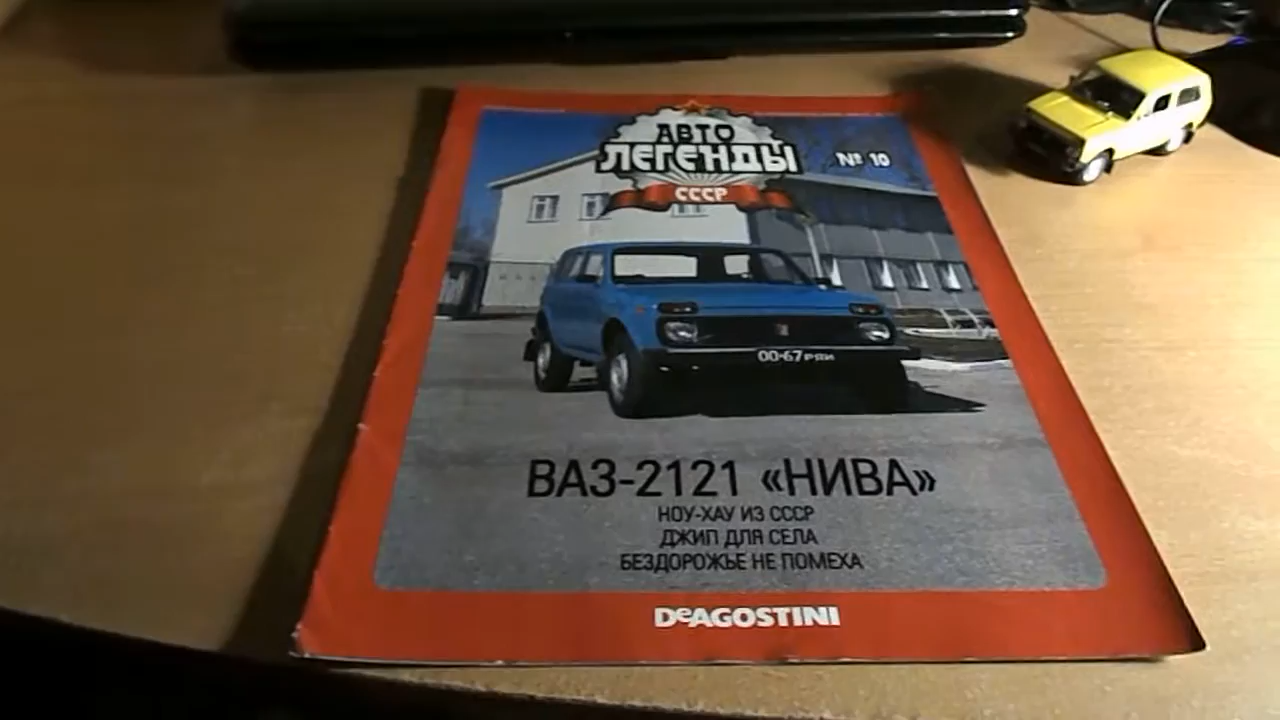 АВТО
ЛЕГЕНДЫ
СССР
№ 10
00-67 РЯИ
ВАЗ-2121 «НИВА»
НОУ-ХАУ ИЗ СССР
ДЖИП ДЛЯ СЕЛА
БЕЗДОРОЖЬЕ НЕ ПОМЕХА
DeAGOSTINI